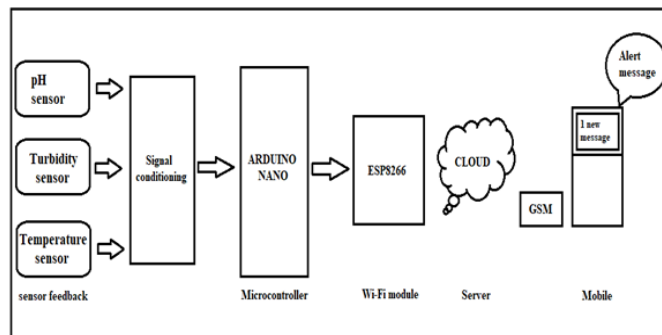 pH
sensor
Turbidity
sensor
Temperature
sensor
sensor feedback
Signal
conditioning
ARDUINO
NANO
Microcontroller
ESP8266
Wi-Fi module
CLOUD
Server
GSM
Alert
message
1 new
message
Mobile